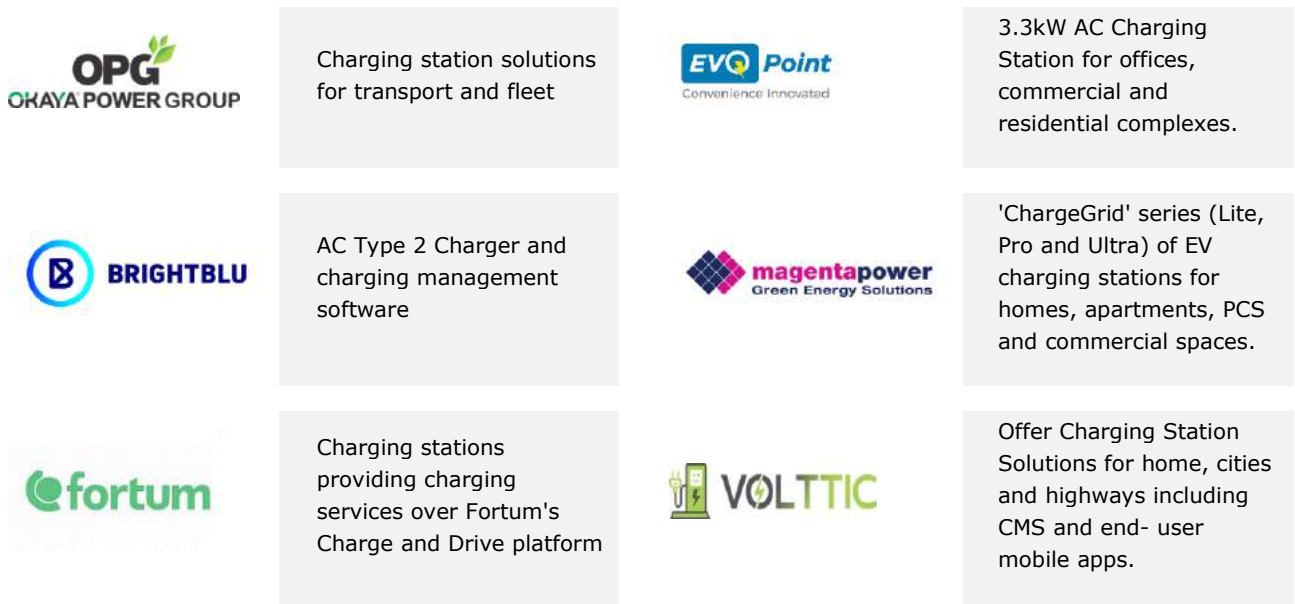 OPG
OKAYA POWER GROUP
Charging station solutions
for transport and fleet
EVQ Point
Convenience Innovated
3.3kW AC Charging
Station for offices,
commercial and
residential complexes.
BRIGHTBLU
AC Type 2 Charger and
charging management
software
magentapower
Green Energy Solutions
'ChargeGrid' series (Lite,
Pro and Ultra) of EV
charging stations for
homes, apartments, PCS
and commercial spaces.
fortum
Charging stations
providing charging
services over Fortum's
Charge and Drive platform
VOLTTIC
Offer Charging Station
Solutions for home, cities
and highways including
CMS and end- user
mobile apps.